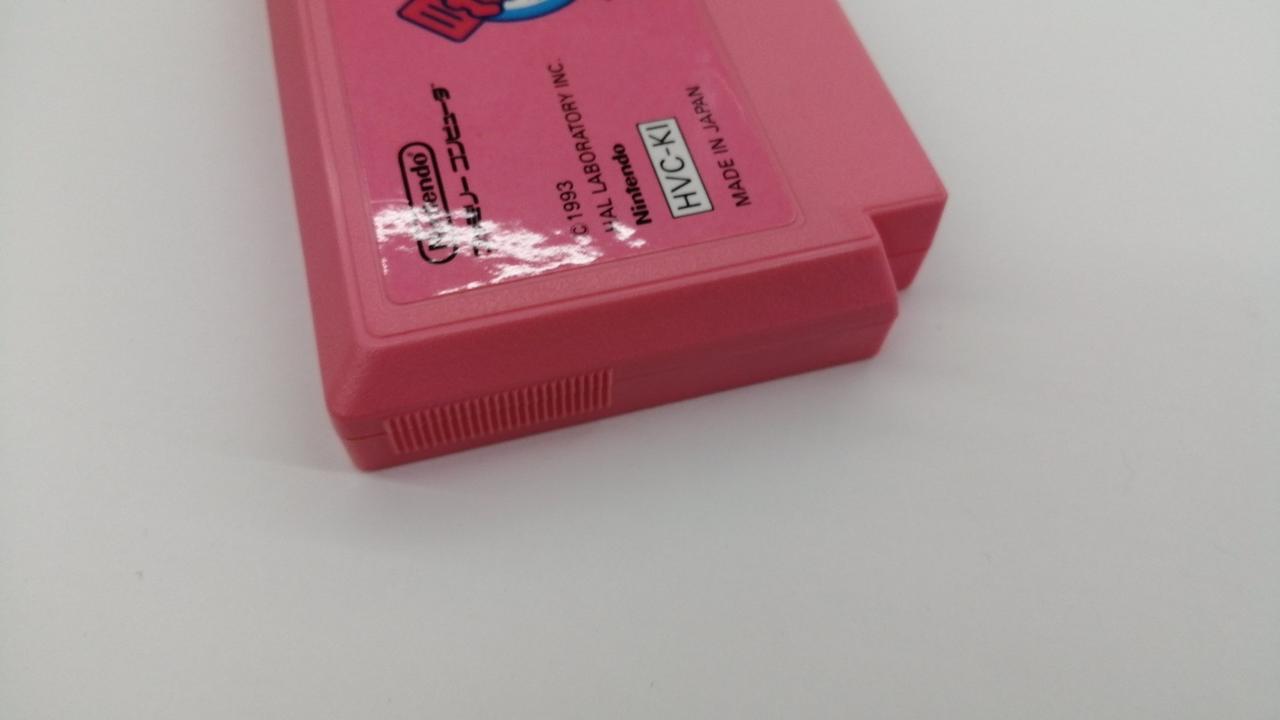 Nintendo
ファミリー コンピュータ
©1993
HAL LABORATORY INC.
Nintendo
HVC-KI
MADE IN JAPAN